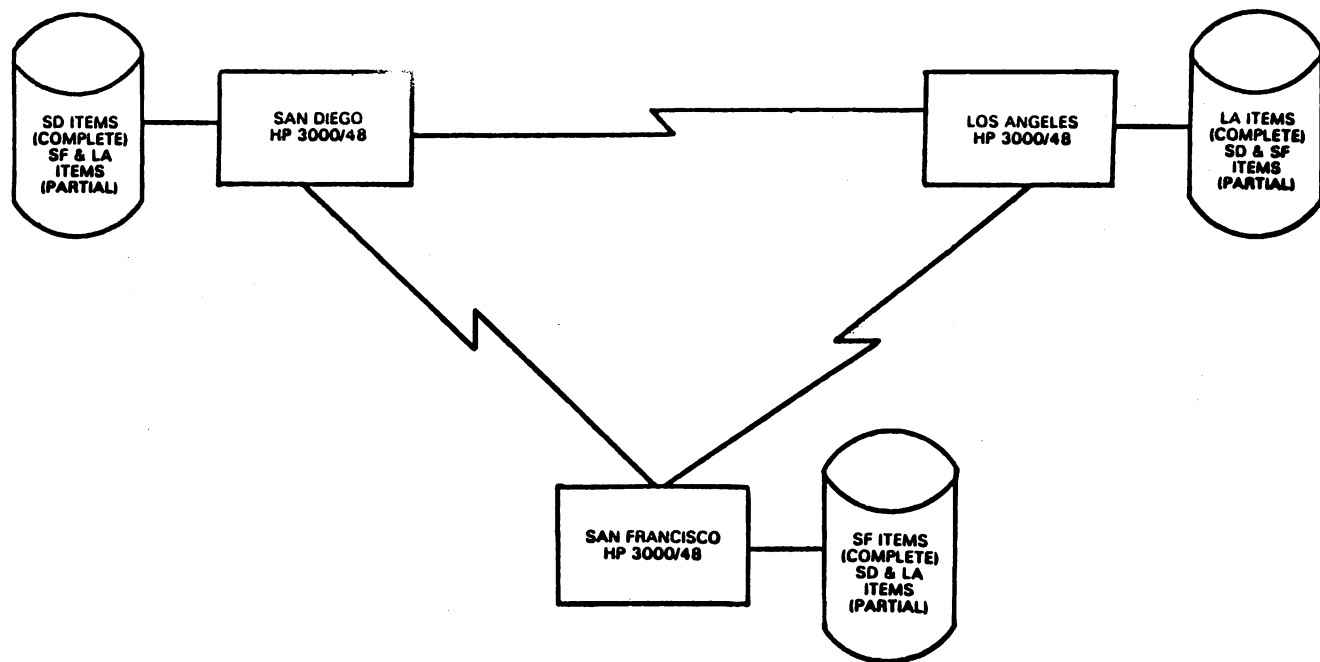 SD ITEMS
(COMPLETE)
SF & LA
ITEMS
(PARTIAL)
SAN DIEGO
HP 3000/48
LOS ANGELES
HP 3000/48
LA ITEMS
(COMPLETE)
SD & SF
ITEMS
(PARTIAL)
SAN FRANCISCO
HP 3000/48
SF ITEMS
(COMPLETE)
SD & LA
ITEMS
(PARTIAL)